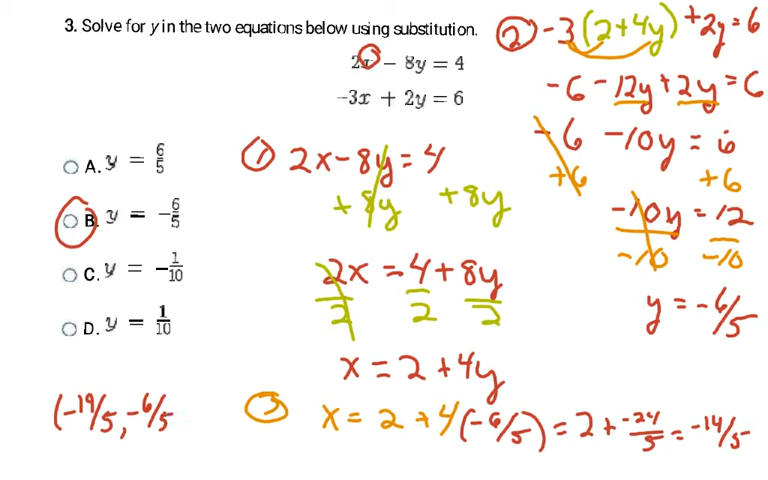 3. Solve for y in the two equations below using substitution.
2x - 8y = 4
-3x + 2y = 6
A. y = 6/5
B. y = -6/5
C. y = -1/10
D. y = 1/10
① 2x-8y=4
+8y +8y
2x = 4+8y
2 2 2
x = 2 + 4y
② -3(2+4y) +2y=6
-6-12y+2y=6
-6 -10y = 6
+6 +6
-10y = 12
-10 -10
y = -6/5
③ x = 2 + 4(-6/5) = 2 + -24/5 = -14/5
(-19/5, -6/5